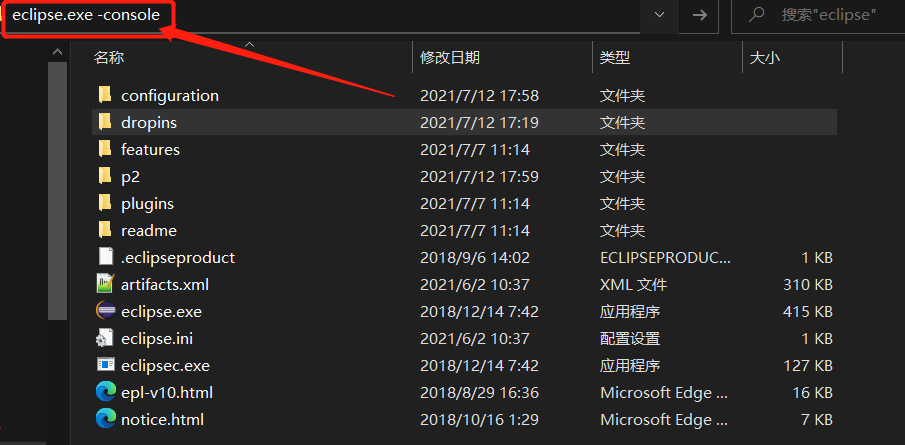 eclipse.exe -console
搜索"eclipse"
名称 修改日期 类型 大小
configuration 2021/7/12 17:58 文件夹
dropins 2021/7/12 17:19 文件夹
features 2021/7/7 11:14 文件夹
p2 2021/7/12 17:59 文件夹
plugins 2021/7/7 11:14 文件夹
readme 2021/7/7 11:14 文件夹
.eclipseproduct 2018/9/6 14:02 ECLIPSEPRODUC... 1 KB
artifacts.xml 2021/6/2 10:37 XML 文件 310 KB
eclipse.exe 2018/12/14 7:42 应用程序 415 KB
eclipse.ini 2021/6/2 10:37 配置设置 1 KB
eclipsec.exe 2018/12/14 7:42 应用程序 127 KB
epl-v10.html 2018/8/29 16:36 Microsoft Edge ... 16 KB
notice.html 2018/10/16 1:29 Microsoft Edge ... 7 KB